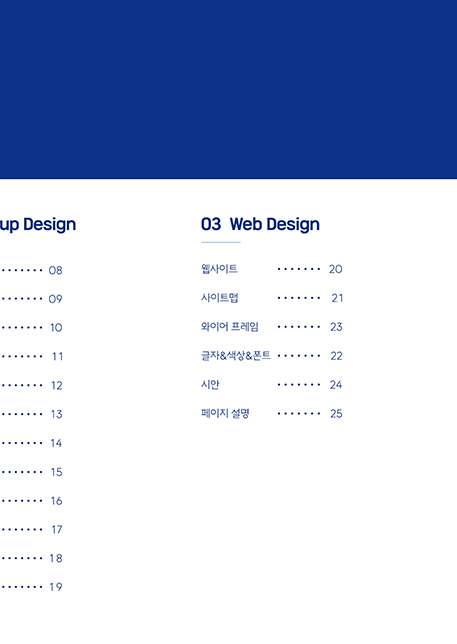 up Design
······· 08
······· 09
······· 10
······· 11
······· 12
······· 13
······· 14
······· 15
······· 16
······· 17
······· 18
······· 19
03 Web Design
웹사이트 ······· 20
사이트맵 ······· 21
와이어 프레임 ······· 23
글자&색상&폰트 ······· 22
시안 ······· 24
페이지 설명 ······· 25